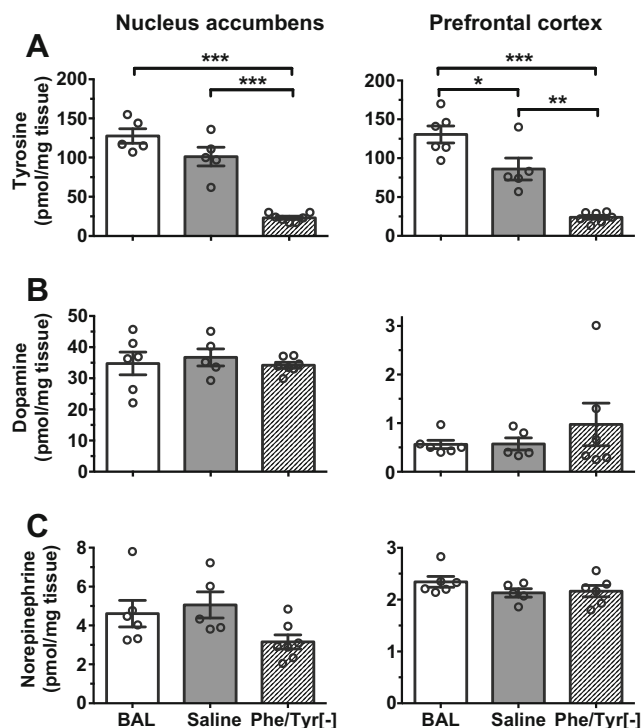 Nucleus accumbens
Prefrontal cortex
A
***
***
***
*
**
Tyrosine
(pmol/mg tissue)
200
150
100
50
0
200
150
100
50
0
B
Dopamine
(pmol/mg tissue)
50
40
30
20
10
0
3
2
1
0
C
Norepinephrine
(pmol/mg tissue)
8
6
4
2
0
3
2
1
0
BAL Saline Phe/Tyr[-]
BAL Saline Phe/Tyr[-]